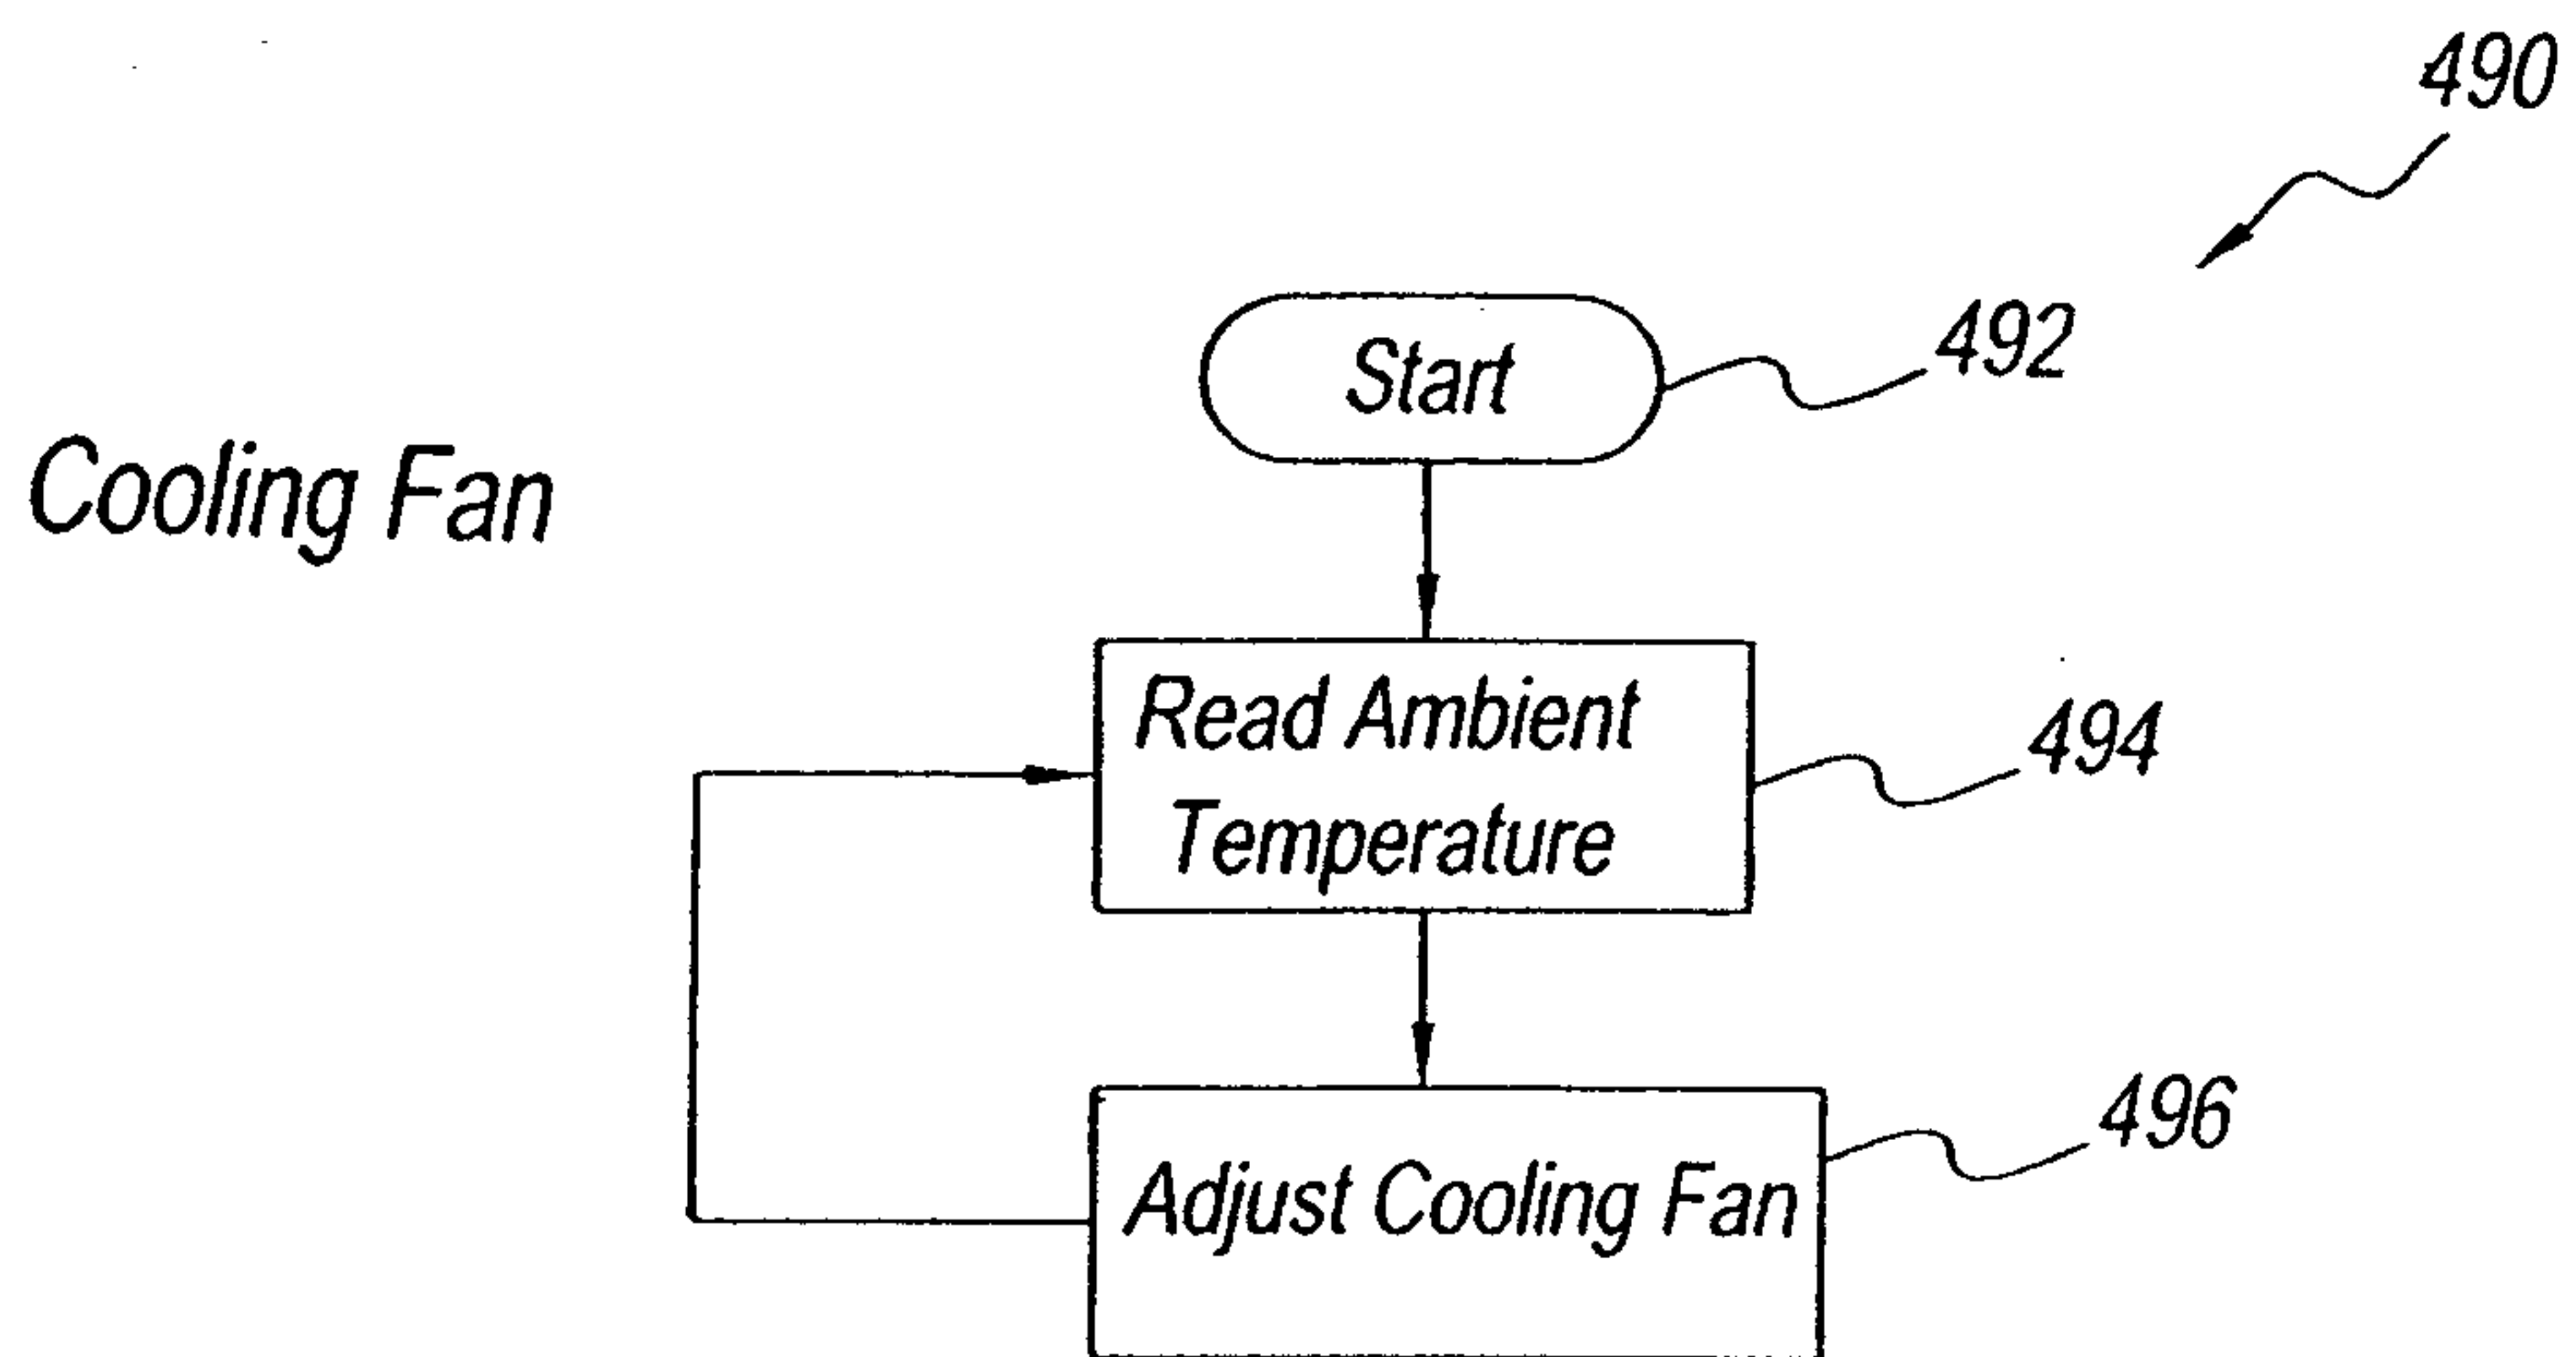 490
Start
492
Cooling Fan
Read Ambient
Temperature
494
Adjust Cooling Fan
496